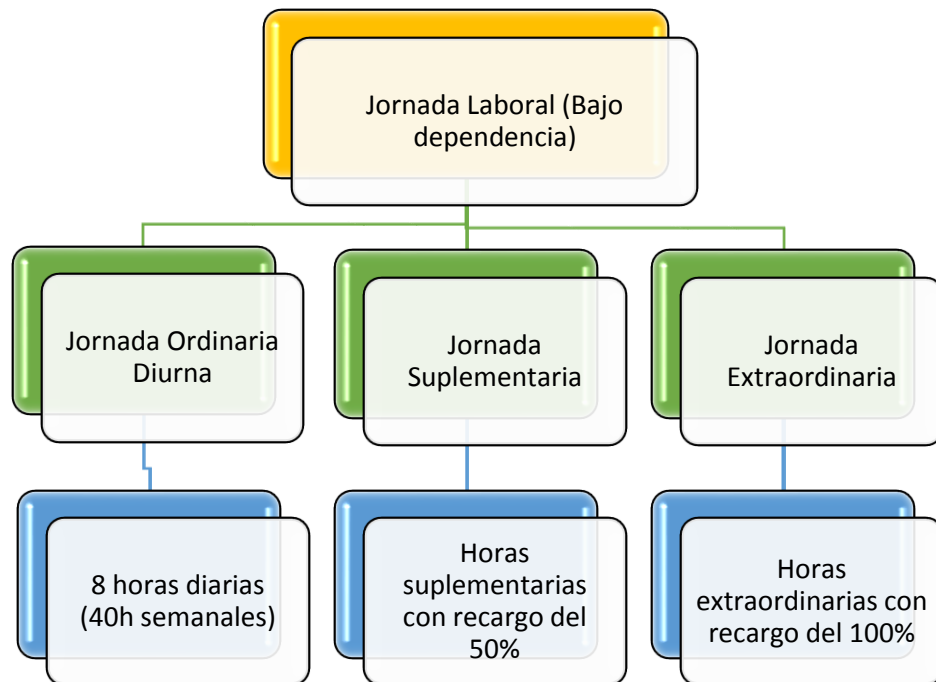 Jornada Laboral (Bajo
dependencia)
Jornada Ordinaria
Diurna
Jornada
Suplementaria
Jornada
Extraordinaria
8 horas diarias
(40h semanales)
Horas
suplementarias
con recargo del
50%
Horas
extraordinarias con
recargo del 100%